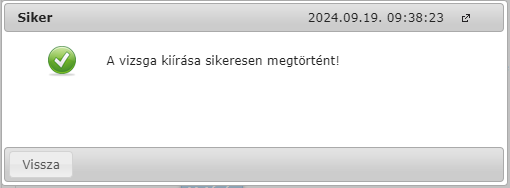 Siker 2024.09.19. 09:38:23
A vizsga kiírása sikeresen megtörtént!
Vissza